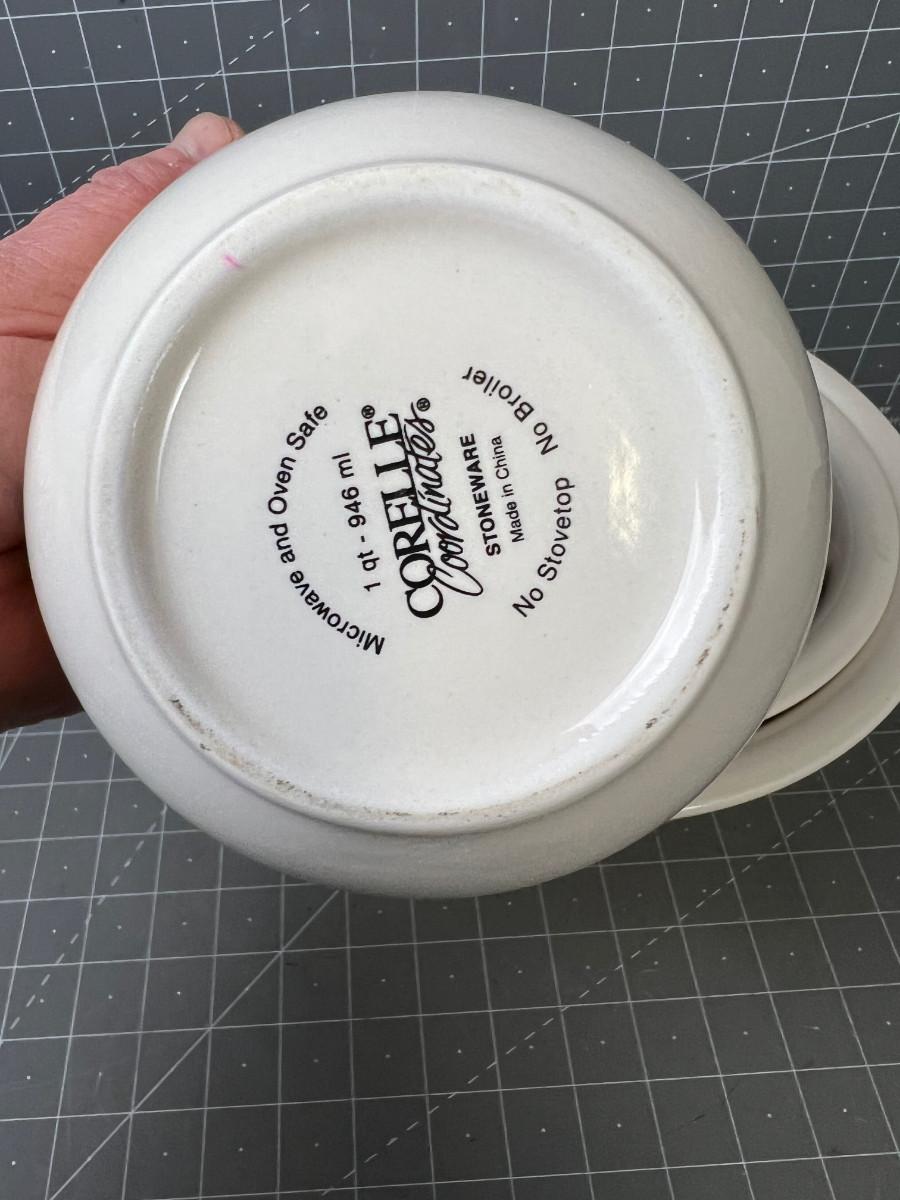 Microwave and Oven Safe
1 qt - 946 ml
CORELLE®
Coordinates®
STONEWARE
Made in China
No Stovetop No Broiler